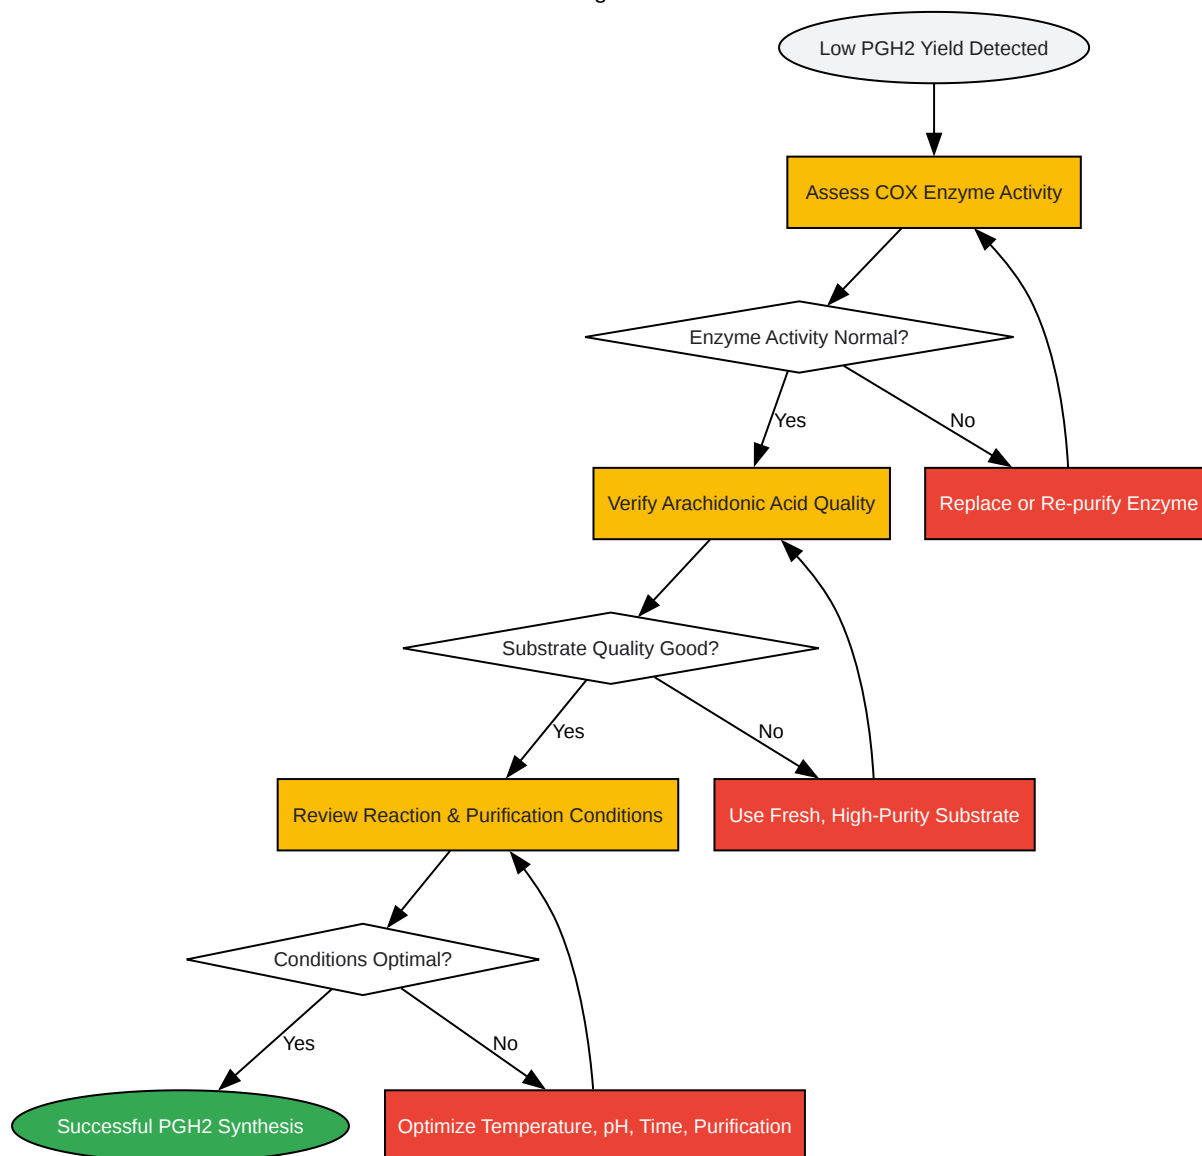 Low PGH2 Yield Detected
Assess COX Enzyme Activity
Enzyme Activity Normal?
Yes
No
Verify Arachidonic Acid Quality
Replace or Re-purify Enzyme
Substrate Quality Good?
Yes
No
Review Reaction & Purification Conditions
Use Fresh, High-Purity Substrate
Conditions Optimal?
Yes
No
Successful PGH2 Synthesis
Optimize Temperature, pH, Time, Purification